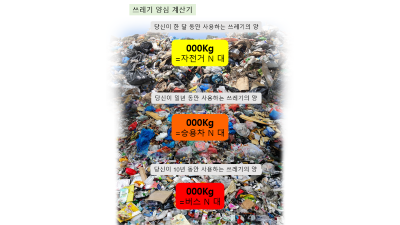 쓰레기 양심 계산기
당신이 한 달 동안 사용하는 쓰레기의 양
000Kg
=자전거 N 대
당신이 일년 동안 사용하는 쓰레기의 양
000Kg
=승용차 N 대
당신이 10년 동안 사용하는 쓰레기의 양
000Kg
=버스 N 대